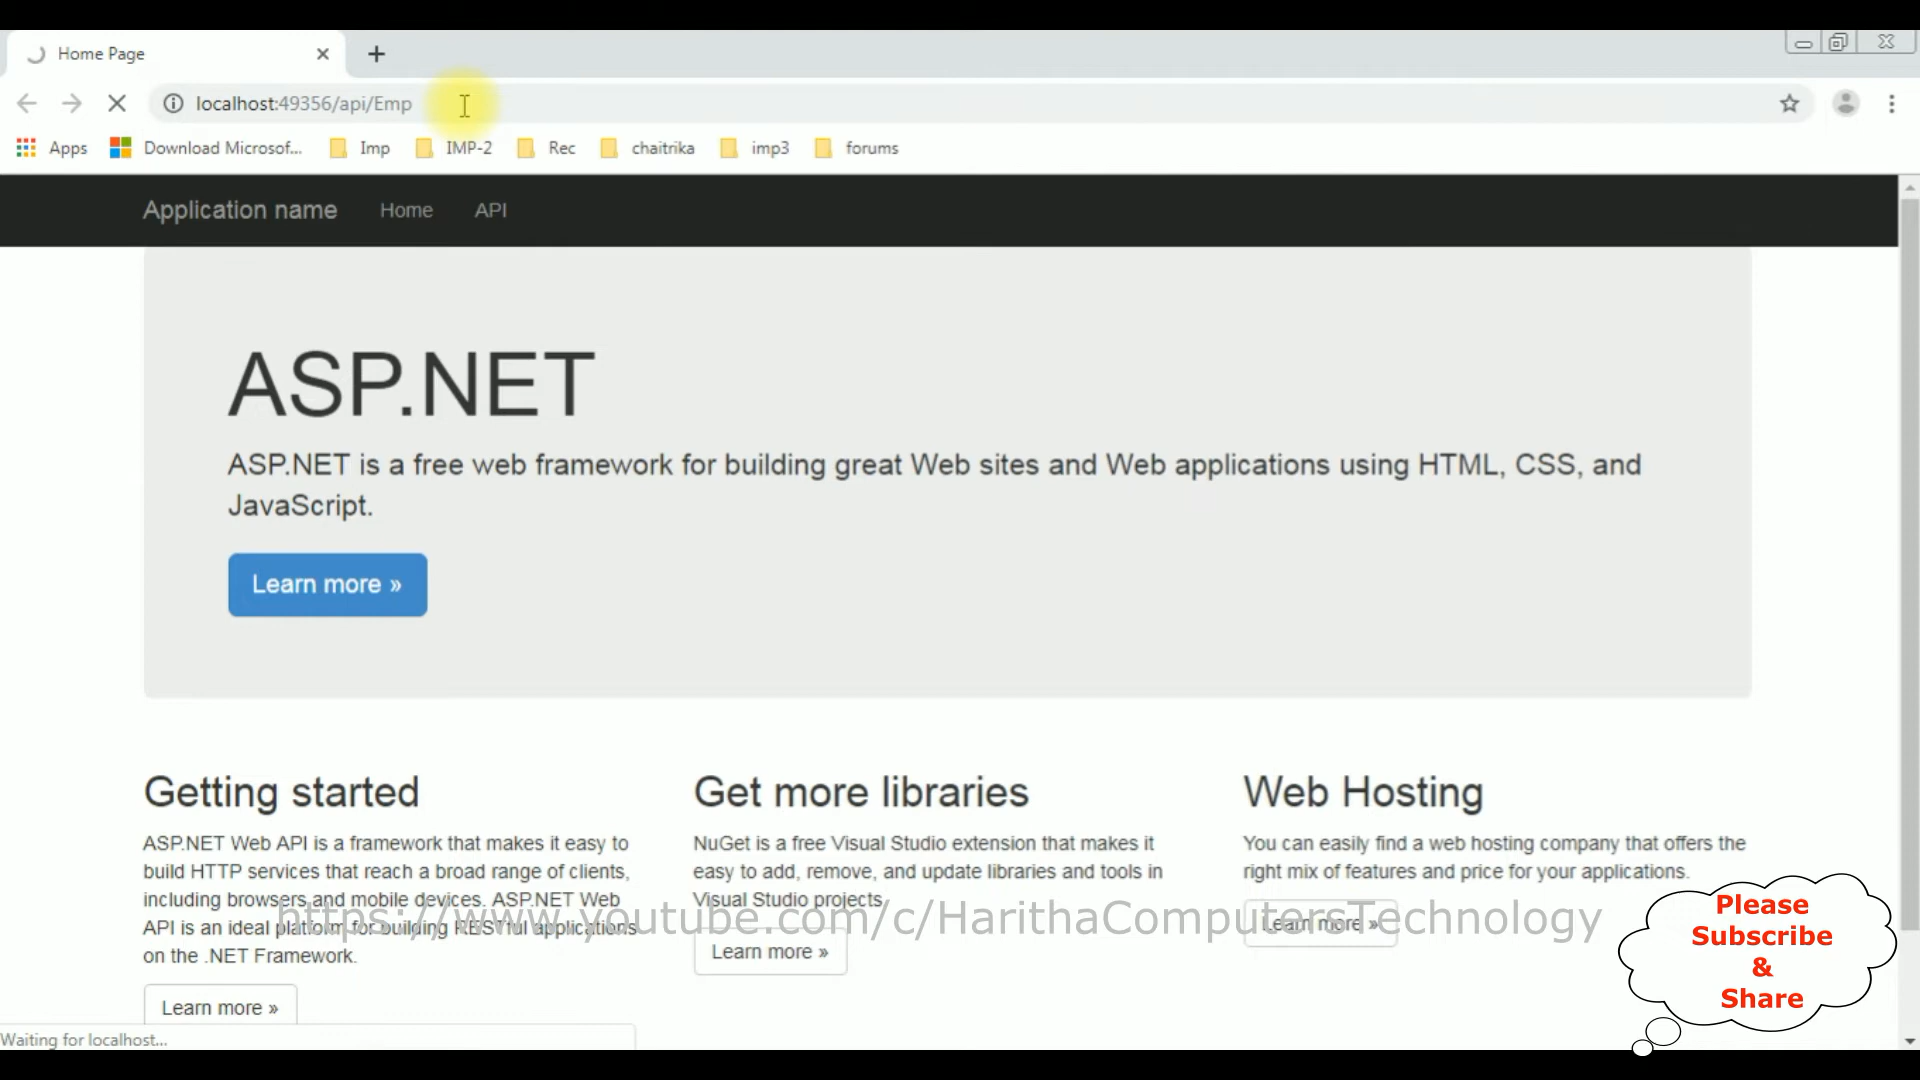 Home Page
localhost:49356/api/Emp
Apps Download Microsof... Imp IMP-2 Rec chaitrika imp3 forums
Application name Home API
ASP.NET
ASP.NET is a free web framework for building great Web sites and Web applications using HTML, CSS, and
JavaScript.
Learn more »
Getting started
ASP.NET Web API is a framework that makes it easy to
build HTTP services that reach a broad range of clients,
including browsers and mobile devices. ASP.NET Web
API is an ideal platform for building RESTful applications
on the .NET Framework.
Learn more »
Get more libraries
NuGet is a free Visual Studio extension that makes it
easy to add, remove, and update libraries and tools in
Visual Studio projects.
Learn more »
Web Hosting
You can easily find a web hosting company that offers the
right mix of features and price for your applications.
Learn more »
https://www.youtube.com/c/HarithaComputersTechnology
Please
Subscribe
&
Share
Waiting for localhost...